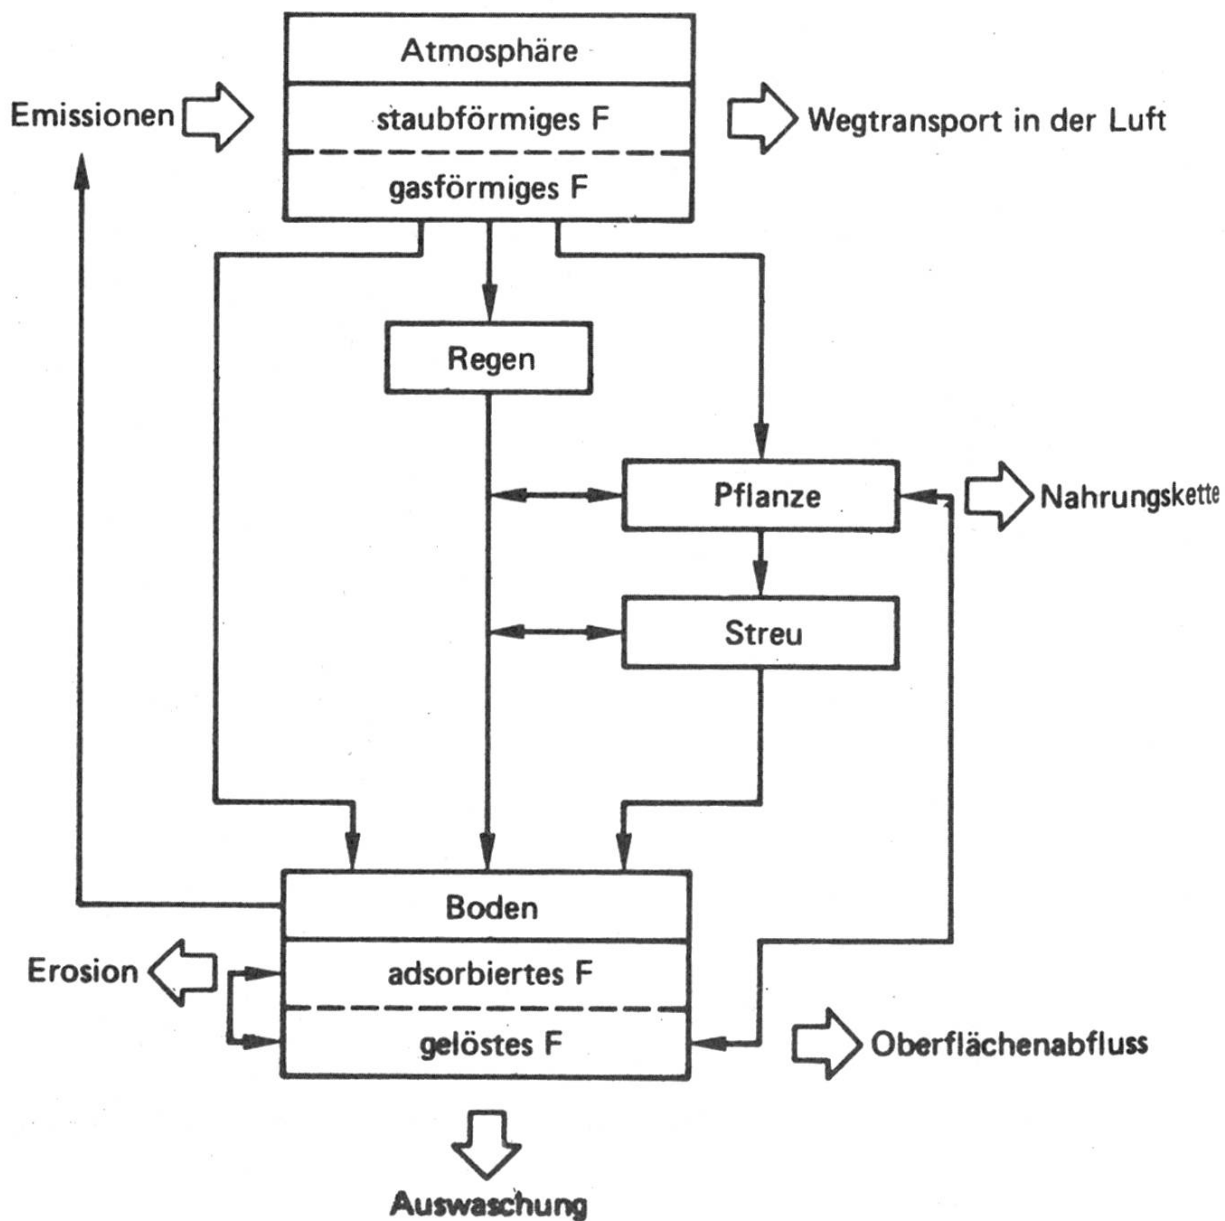 Atmosphäre
Emissionen
staubförmiges F
Wegtransport in der Luft
gasförmiges F
Regen
Pflanze
Nahrungskette
Streu
Boden
Erosion
adsorbiertes F
gelöstes F
Oberflächenabfluss
Auswaschung